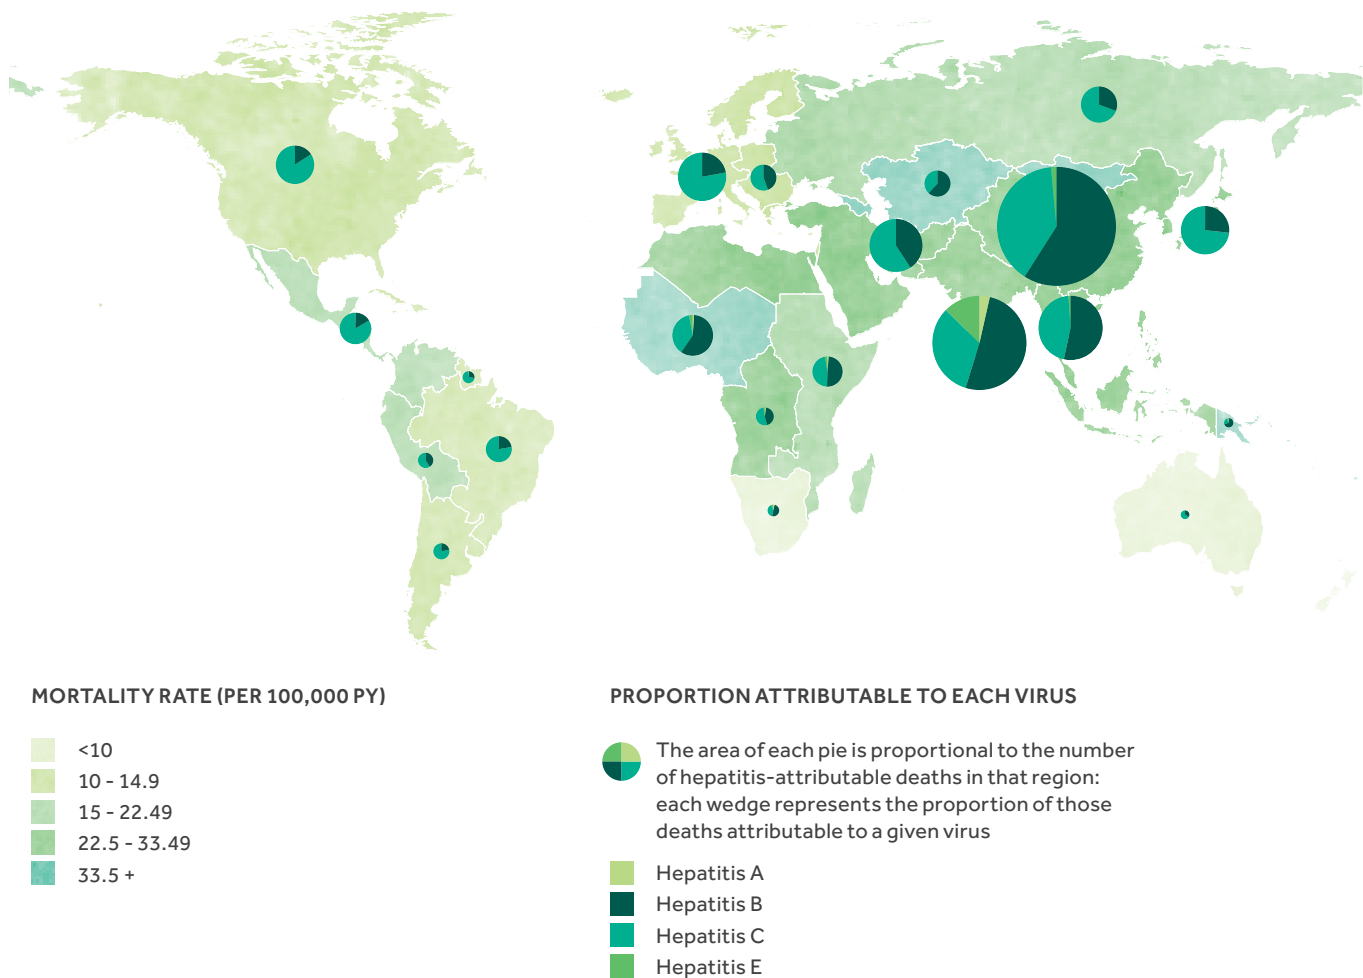 MORTALITY RATE (PER 100,000 PY)
<10
10 - 14.9
15 - 22.49
22.5 - 33.49
33.5 +
PROPORTION ATTRIBUTABLE TO EACH VIRUS
The area of each pie is proportional to the number
of hepatitis-attributable deaths in that region:
each wedge represents the proportion of those
deaths attributable to a given virus
Hepatitis A
Hepatitis B
Hepatitis C
Hepatitis E